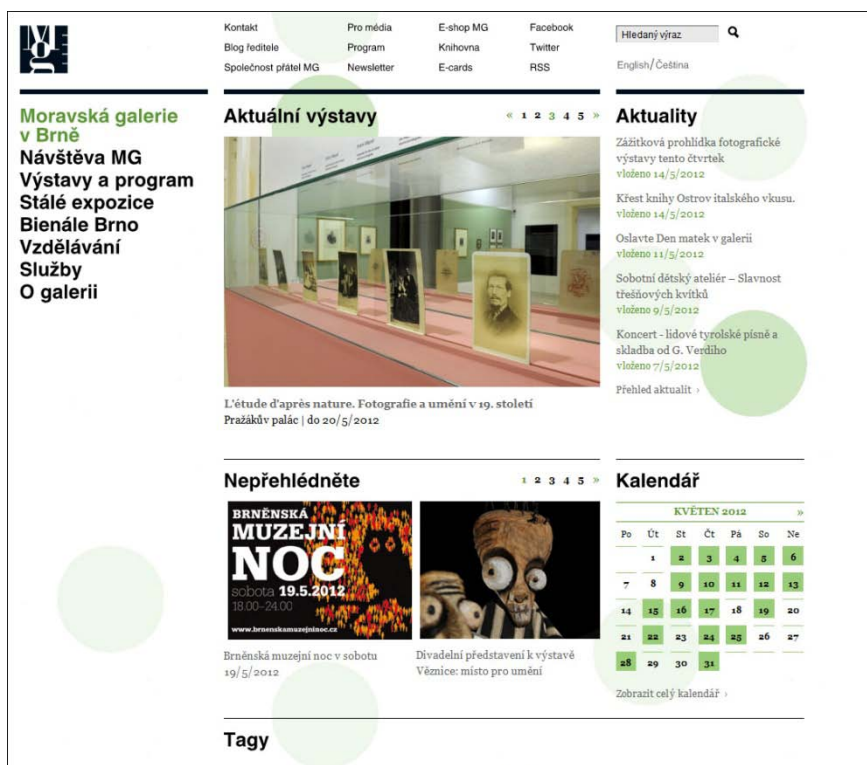 Kontakt
Pro média
E-shop MG
Facebook
Blog ředitele
Program
Knihovna
Twitter
Společnost přátel MG
Newsletter
E-cards
RSS
Hledaný výraz
English/Čeština
Moravská galerie
v Brně
Návštěva MG
Výstavy a program
Stálé expozice
Bienále Brno
Vzdělávání
Služby
O galerii
Aktuální výstavy
« 1 2 3 4 5 »
L'étude d'après nature. Fotografie a umění v 19. století
Pražákův palác | do 20/5/2012
Aktuality
Zážitková prohlídka fotografické
výstavy tento čtvrtek
vloženo 14/5/2012
Křest knihy Ostrov italského vkusu.
vloženo 14/5/2012
Oslavte Den matek v galerii
vloženo 11/5/2012
Sobotní dětský ateliér – Slavnost
třešňových kvítků
vloženo 9/5/2012
Koncert - lidové tyrolské písně a
skladba od G. Verdiho
vloženo 7/5/2012
Přehled aktualit ›
Nepřehlédněte
1 2 3 4 5 »
BRNĚNSKÁ
MUZEJNÍ
NOC
sobota 19.5.2012
18.00–24.00
www.brnenskamuzejninoc.cz
Brněnská muzejní noc v sobotu
19/5/2012
Divadelní představení k výstavě
Věznice: místo pro umění
Kalendář
KVĚTEN 2012 »
Po Út St Čt Pá So Ne
1 2 3 4 5 6
7 8 9 10 11 12 13
14 15 16 17 18 19 20
21 22 23 24 25 26 27
28 29 30 31
Zobrazit celý kalendář ›
Tagy